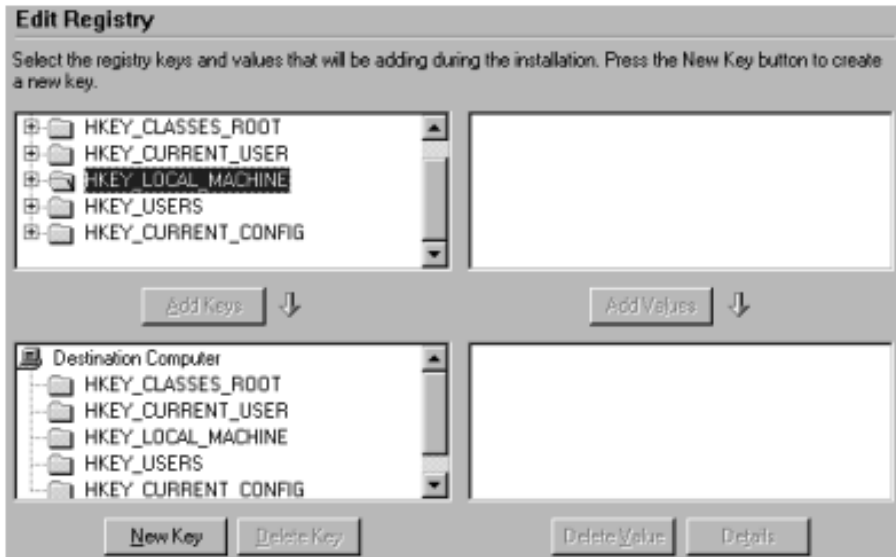 Edit Registry
Select the registry keys and values that will be adding during the installation. Press the New Key button to create
a new key.
HKEY_CLASSES_ROOT
HKEY_CURRENT_USER
HKEY_LOCAL_MACHINE
HKEY_USERS
HKEY_CURRENT_CONFIG
Add Keys
Add Values
Destination Computer
HKEY_CLASSES_ROOT
HKEY_CURRENT_USER
HKEY_LOCAL_MACHINE
HKEY_USERS
HKEY_CURRENT_CONFIG
New Key
Delete Key
Delete Value
Details